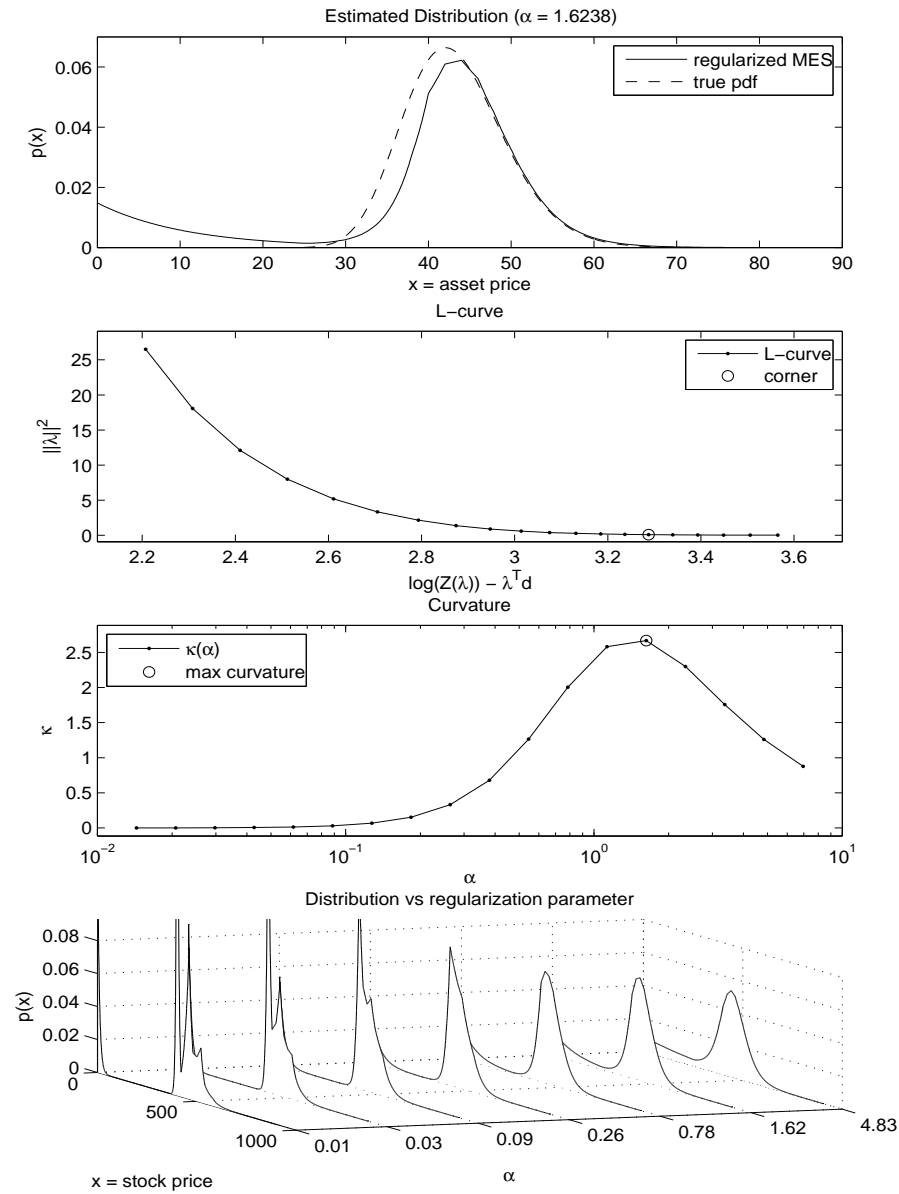 Estimated Distribution (α = 1.6238)
0.06
0.04
0.02
0
p(x)
regularized MES
true pdf
0 10 20 30 40 50 60 70 80 90
x = asset price
L−curve
25
20
15
10
5
0
||λ||²
L−curve
corner
2.2 2.4 2.6 2.8 3 3.2 3.4 3.6
log(Z(λ)) − λᵀd
Curvature
2.5
2
1.5
1
0.5
0
κ
κ(α)
max curvature
10⁻² 10⁻¹ 10⁰ 10¹
α
Distribution vs regularization parameter
0.08
0.06
0.04
0.02
0
p(x)
0
500
1000
0.01 0.03 0.09 0.26 0.78 1.62 4.83
x = stock price
α